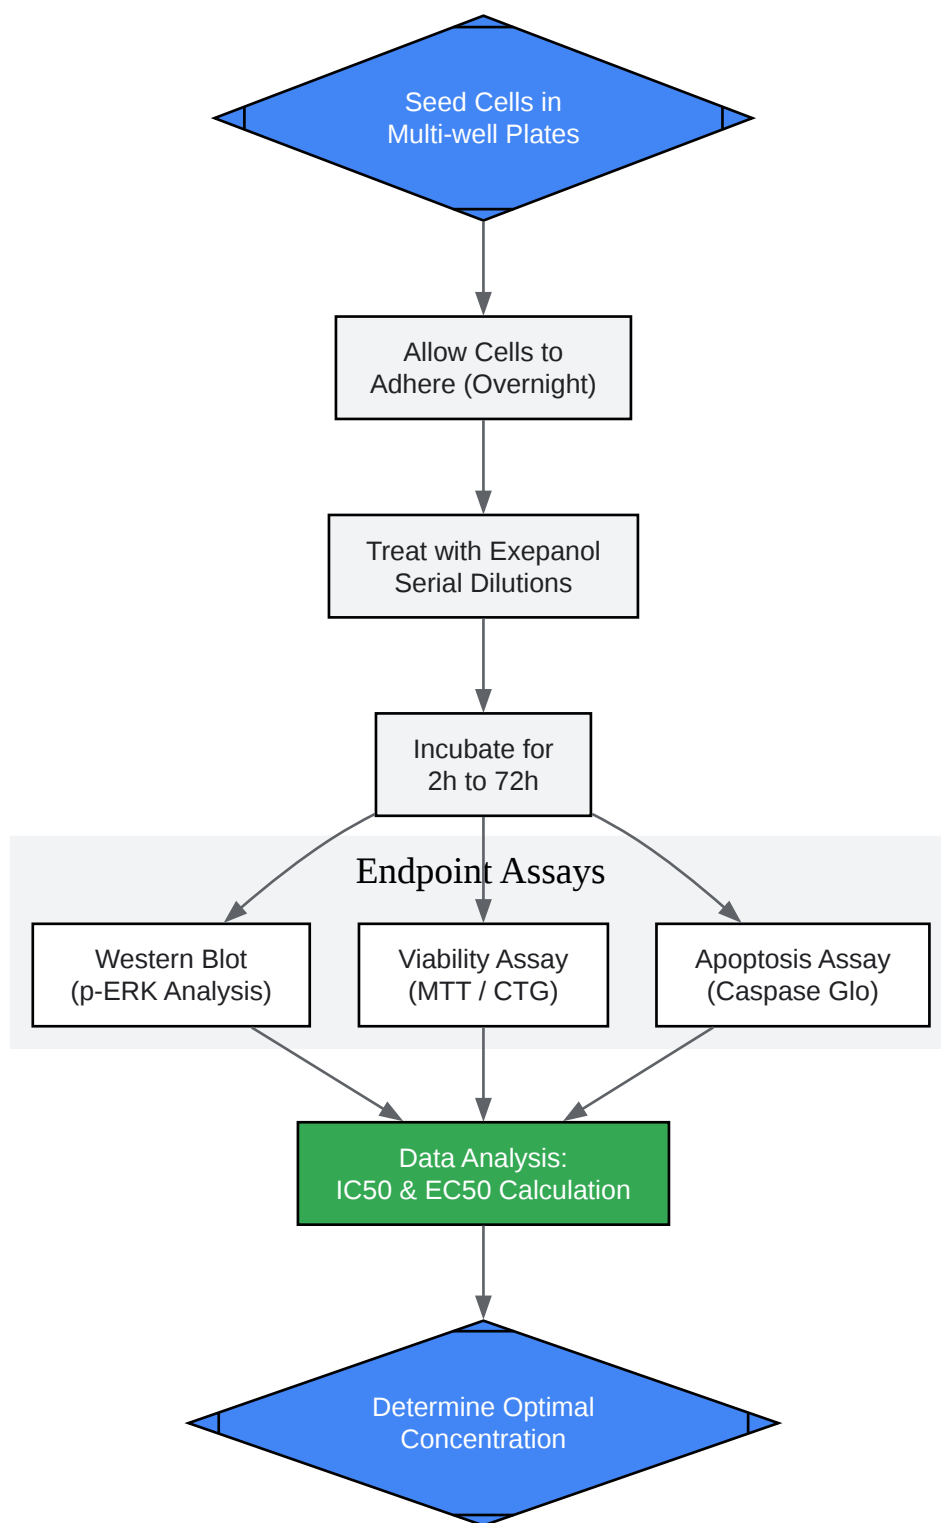 Seed Cells in
Multi-well Plates
Allow Cells to
Adhere (Overnight)
Treat with Exepanol
Serial Dilutions
Incubate for
2h to 72h
Endpoint Assays
Western Blot
(p-ERK Analysis)
Viability Assay
(MTT / CTG)
Apoptosis Assay
(Caspase Glo)
Data Analysis:
IC50 & EC50 Calculation
Determine Optimal
Concentration